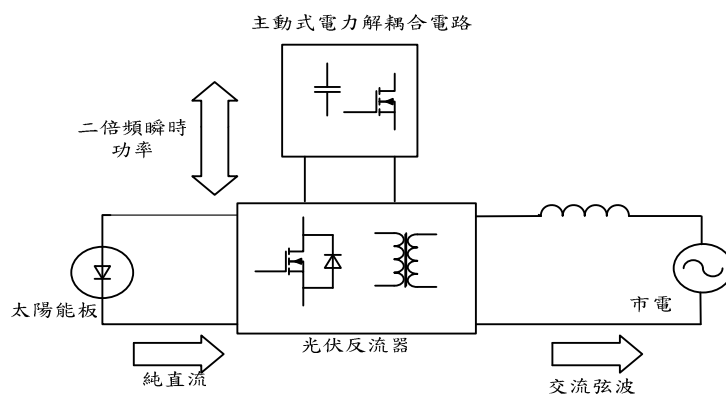 主動式電力解耦合電路
二倍頻瞬時
功率
太陽能板
市電
光伏反流器
純直流
交流弦波